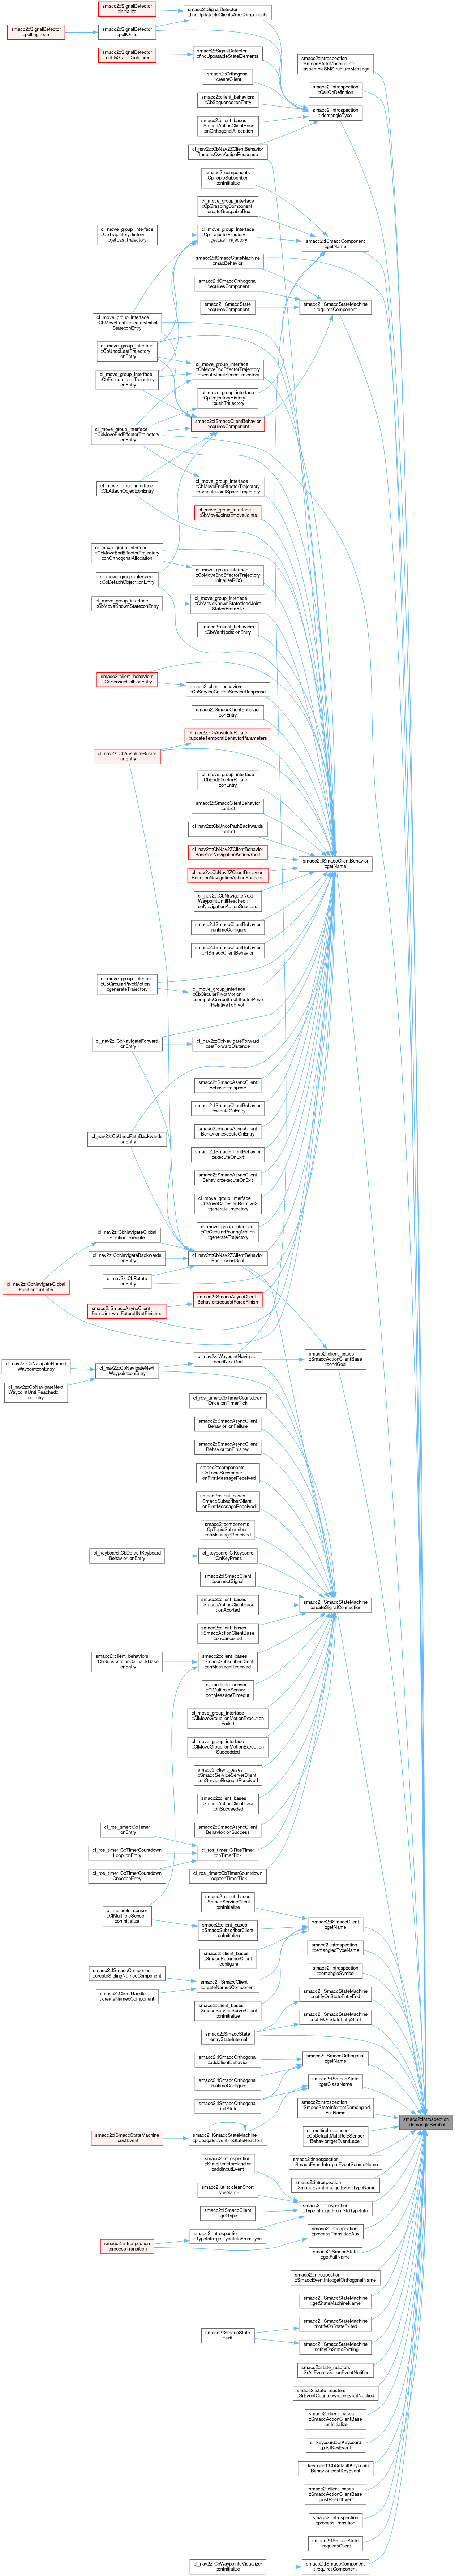 smacc2::SignalDetector
::initialize
smacc2::SignalDetector
::findUpdatableClientsAndComponents
smacc2::SignalDetector
::pollingLoop
smacc2::SignalDetector
::pollOnce
smacc2::SignalDetector
::notifyStateConfigured
smacc2::SignalDetector
::findUpdatableStateElements
smacc2::introspection
::SmaccStateMachineInfo
::assembleSMStructureMessage
smacc2::Orthogonal
::createClient
smacc2::introspection
::CallOnDefinition
smacc2::client_behaviors
::CbSequence::onEntry
smacc2::introspection
::demangleType
smacc2::client_bases
::SmaccActionClientBase
::onOrthogonalAllocation
cl_nav2z::CbNav2ZClientBehavior
Base::isOwnActionResponse
smacc2::components
::CpTopicSubscriber
::onInitialize
cl_move_group_interface
::CpGraspingComponent
::createGraspableBox
cl_move_group_interface
::CpTrajectoryHistory
::getLastTrajectory
cl_move_group_interface
::CpTrajectoryHistory
::getLastTrajectory
smacc2::ISmaccComponent
::getName
smacc2::ISmaccStateMachine
::mapBehavior
smacc2::ISmaccOrthogonal
::requiresComponent
smacc2::ISmaccState
::requiresComponent
smacc2::ISmaccStateMachine
::requiresComponent
cl_move_group_interface
::CbMoveLastTrajectoryInitial
State::onEntry
cl_move_group_interface
::CbUndoLastTrajectory
::onEntry
cl_move_group_interface
::CbExecuteLastTrajectory
::onEntry
cl_move_group_interface
::CbMoveEndEffectorTrajectory
::executeJointSpaceTrajectory
cl_move_group_interface
::CpTrajectoryHistory
::pushTrajectory
cl_move_group_interface
::CbMoveEndEffectorTrajectory
::onEntry
smacc2::ISmaccClientBehavior
::requiresComponent
cl_move_group_interface
::CbAttachObject::onEntry
cl_move_group_interface
::CbMoveEndEffectorTrajectory
::computeJointSpaceTrajectory
cl_move_group_interface
::CbMoveJoints::moveJoints
cl_move_group_interface
::CbMoveEndEffectorTrajectory
::onOrthogonalAllocation
cl_move_group_interface
::CbDetachObject::onEntry
cl_move_group_interface
::CbMoveEndEffectorTrajectory
::initializeROS
cl_move_group_interface
::CbMoveKnownState::onEntry
cl_move_group_interface
::CbMoveKnownState::loadJoint
StatesFromFile
smacc2::client_behaviors
::CbWaitNode::onEntry
smacc2::client_behaviors
::CbServiceCall::onEntry
smacc2::client_behaviors
::CbServiceCall::onServiceResponse
smacc2::SmaccClientBehavior
::onEntry
cl_nav2z::CbAbsoluteRotate
::updateTemporalBehaviorParameters
cl_nav2z::CbAbsoluteRotate
::onEntry
cl_move_group_interface
::CbEndEffectorRotate
::onEntry
smacc2::SmaccClientBehavior
::onExit
cl_nav2z::CbUndoPathBackwards
::onExit
cl_nav2z::CbNav2ZClientBehavior
Base::onNavigationActionAbort
cl_nav2z::CbNav2ZClientBehavior
Base::onNavigationActionSuccess
smacc2::ISmaccClientBehavior
::getName
cl_nav2z::CbNavigateNext
WaypointUntilReached::
onNavigationActionSuccess
smacc2::ISmaccClientBehavior
::runtimeConfigure
smacc2::ISmaccClientBehavior
::~ISmaccClientBehavior
cl_move_group_interface
::CbCircularPivotMotion
::generateTrajectory
cl_move_group_interface
::CbCircularPivotMotion
::computeCurrentEndEffectorPose
RelativeToPivot
cl_nav2z::CbNavigateForward
::onEntry
cl_nav2z::CbNavigateForward
::setForwardDistance
smacc2::SmaccAsyncClient
Behavior::dispose
smacc2::ISmaccClientBehavior
::executeOnEntry
smacc2::SmaccAsyncClient
Behavior::executeOnEntry
cl_nav2z::CbUndoPathBackwards
::onEntry
smacc2::ISmaccClientBehavior
::executeOnExit
smacc2::SmaccAsyncClient
Behavior::executeOnExit
cl_move_group_interface
::CbMoveCartesianRelative2
::generateTrajectory
cl_move_group_interface
::CbCircularPouringMotion
::generateTrajectory
cl_nav2z::CbNavigateGlobal
Position::execute
cl_nav2z::CbNavigateBackwards
::onEntry
cl_nav2z::CbNav2ZClientBehavior
Base::sendGoal
cl_nav2z::CbNavigateGlobal
Position::onEntry
cl_nav2z::CbRotate
::onEntry
smacc2::SmaccAsyncClient
Behavior::waitFutureIfNotFinished
smacc2::SmaccAsyncClient
Behavior::requestForceFinish
cl_nav2z::CbNavigateNamed
Waypoint::onEntry
cl_nav2z::CbNavigateNext
WaypointUntilReached::
onEntry
cl_nav2z::CbNavigateNext
Waypoint::onEntry
cl_nav2z::WaypointNavigator
::sendNextGoal
smacc2::client_bases
::SmaccActionClientBase
::sendGoal
cl_ros_timer::CbTimerCountdown
Once::onTimerTick
smacc2::SmaccAsyncClient
Behavior::onFailure
smacc2::SmaccAsyncClient
Behavior::onFinished
smacc2::components
::CpTopicSubscriber
::onFirstMessageReceived
smacc2::client_bases
::SmaccSubscriberClient
::onFirstMessageReceived
smacc2::components
::CpTopicSubscriber
::onMessageReceived
cl_keyboard::CbDefaultKeyboard
Behavior::onEntry
cl_keyboard::ClKeyboard
::OnKeyPress
smacc2::ISmaccClient
::connectSignal
smacc2::client_bases
::SmaccActionClientBase
::onAborted
smacc2::ISmaccStateMachine
::createSignalConnection
smacc2::client_bases
::SmaccActionClientBase
::onCancelled
smacc2::client_behaviors
::CbSubscriptionCallbackBase
::onEntry
smacc2::client_bases
::SmaccSubscriberClient
::onMessageReceived
cl_multirole_sensor
::ClMultiroleSensor
::onMessageTimeout
cl_move_group_interface
::ClMoveGroup::onMotionExecution
Failed
cl_move_group_interface
::ClMoveGroup::onMotionExecution
Succedded
smacc2::client_bases
::SmaccServiceServerClient
::onServiceRequestReceived
smacc2::client_bases
::SmaccActionClientBase
::onSucceeded
smacc2::SmaccAsyncClient
Behavior::onSuccess
cl_ros_timer::CbTimer
::onEntry
cl_ros_timer::CbTimerCountdown
Loop::onEntry
cl_ros_timer::ClRosTimer
::onTimerTick
cl_ros_timer::CbTimerCountdown
Once::onEntry
cl_ros_timer::CbTimerCountdown
Loop::onTimerTick
cl_multirole_sensor
::ClMultiroleSensor
::onInitialize
smacc2::client_bases
::SmaccServiceClient
::onInitialize
smacc2::client_bases
::SmaccSubscriberClient
::onInitialize
smacc2::ISmaccClient
::getName
smacc2::client_bases
::SmaccPublisherClient
::configure
smacc2::introspection
::demangledTypeName
smacc2::introspection
::demangleSymbol
smacc2::ISmaccComponent
::createSiblingNamedComponent
smacc2::ClientHandler
::createNamedComponent
smacc2::ISmaccClient
::createNamedComponent
smacc2::client_bases
::SmaccServiceServerClient
::onInitialize
smacc2::ISmaccStateMachine
::notifyOnStateEntryEnd
smacc2::ISmaccStateMachine
::notifyOnStateEntryStart
smacc2::ISmaccState
::entryStateInternal
smacc2::ISmaccOrthogonal
::addClientBehavior
smacc2::ISmaccOrthogonal
::getName
smacc2::ISmaccOrthogonal
::runtimeConfigure
smacc2::ISmaccState
::getClassName
smacc2::ISmaccOrthogonal
::initState
smacc2::introspection
::SmaccStateInfo::getDemangled
FullName
smacc2::introspection
::demangleSymbol
smacc2::ISmaccStateMachine
::postEvent
smacc2::ISmaccStateMachine
::propagateEventToStateReactors
cl_multirole_sensor
::CbDefaultMultiRoleSensor
Behavior::getEventLabel
smacc2::introspection
::SmaccEventInfo::getEventSourceName
smacc2::introspection
::StateReactorHandler
::addInputEvent
smacc2::introspection
::SmaccEventInfo::getEventTypeName
smacc2::utils::cleanShort
TypeName
smacc2::ISmaccClient
::getType
smacc2::introspection
::TypeInfo::getFromStdTypeInfo
smacc2::introspection
::processTransition
smacc2::introspection
::TypeInfo::getTypeInfoFromType
smacc2::introspection
::processTransitionAux
smacc2::SmaccState
::getFullName
smacc2::introspection
::SmaccEventInfo::getOrthogonalName
smacc2::ISmaccStateMachine
::getStateMachineName
smacc2::ISmaccStateMachine
::notifyOnStateExited
smacc2::SmaccState
::exit
smacc2::ISmaccStateMachine
::notifyOnStateExitting
smacc2::state_reactors
::SrAllEventsGo::onEventNotified
smacc2::state_reactors
::SrEventCountdown::onEventNotified
smacc2::client_bases
::SmaccActionClientBase
::onInitialize
cl_keyboard::ClKeyboard
::postKeyEvent
cl_keyboard::CbDefaultKeyboard
Behavior::postKeyEvent
smacc2::client_bases
::SmaccActionClientBase
::postResultEvent
smacc2::introspection
::processTransition
smacc2::ISmaccState
::requiresClient
cl_nav2z::CpWaypointsVisualizer
::onInitialize
smacc2::ISmaccComponent
::requiresComponent